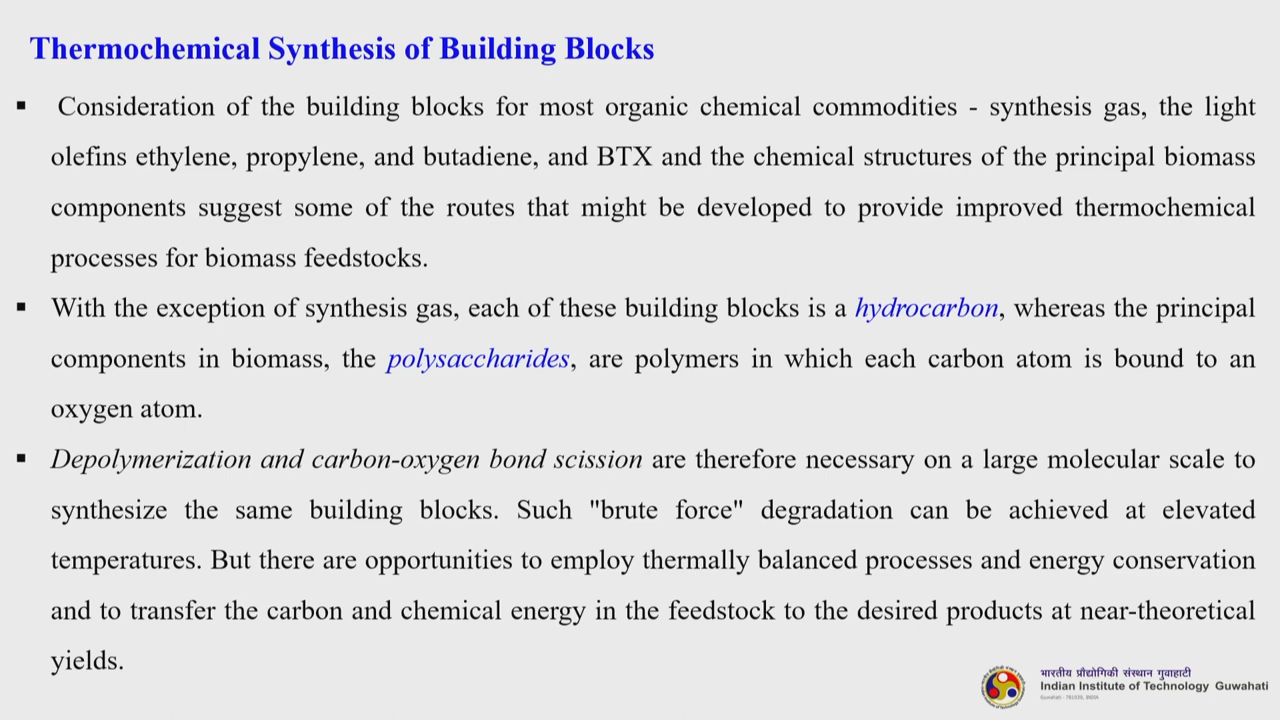 Thermochemical Synthesis of Building Blocks
▪ Consideration of the building blocks for most organic chemical commodities - synthesis gas, the light
olefins ethylene, propylene, and butadiene, and BTX and the chemical structures of the principal biomass
components suggest some of the routes that might be developed to provide improved thermochemical
processes for biomass feedstocks.
▪ With the exception of synthesis gas, each of these building blocks is a hydrocarbon, whereas the principal
components in biomass, the polysaccharides, are polymers in which each carbon atom is bound to an
oxygen atom.
▪ Depolymerization and carbon-oxygen bond scission are therefore necessary on a large molecular scale to
synthesize the same building blocks. Such "brute force" degradation can be achieved at elevated
temperatures. But there are opportunities to employ thermally balanced processes and energy conservation
and to transfer the carbon and chemical energy in the feedstock to the desired products at near-theoretical
yields.
भारतीय प्रौद्योगिकी संस्थान गुवाहाटी
Indian Institute of Technology Guwahati
Guwahati - 781039, INDIA